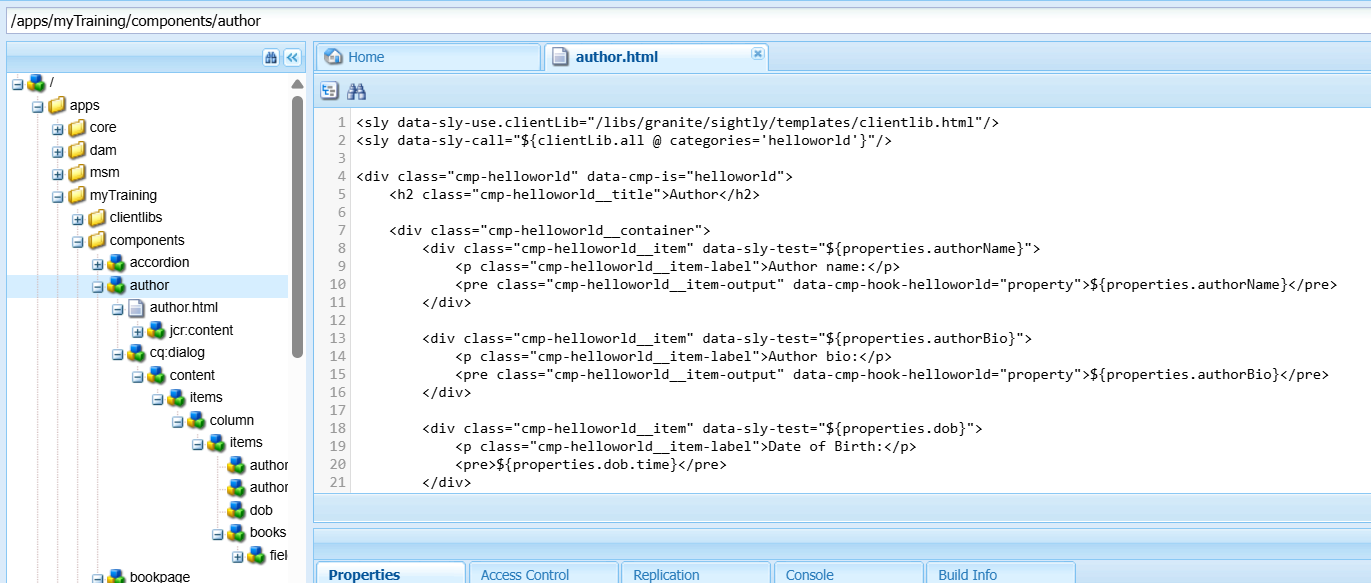 /apps/myTraining/components/author
Home
author.html
/
apps
core
dam
msm
myTraining
clientlibs
components
accordion
author
author.html
jcr:content
cq:dialog
content
items
column
items
author
author
dob
books
fiel
bookpage
1 <sly data-sly-use.clientLib="/libs/granite/sightly/templates/clientlib.html"/>
2 <sly data-sly-call="${clientLib.all @ categories='helloworld'}"/>
3
4 <div class="cmp-helloworld" data-cmp-is="helloworld">
5 <h2 class="cmp-helloworld__title">Author</h2>
6
7 <div class="cmp-helloworld__container">
8 <div class="cmp-helloworld__item" data-sly-test="${properties.authorName}">
9 <p class="cmp-helloworld__item-label">Author name:</p>
10 <pre class="cmp-helloworld__item-output" data-cmp-hook-helloworld="property">${properties.authorName}</pre>
11 </div>
12
13 <div class="cmp-helloworld__item" data-sly-test="${properties.authorBio}">
14 <p class="cmp-helloworld__item-label">Author bio:</p>
15 <pre class="cmp-helloworld__item-output" data-cmp-hook-helloworld="property">${properties.authorBio}</pre>
16 </div>
17
18 <div class="cmp-helloworld__item" data-sly-test="${properties.dob}">
19 <p class="cmp-helloworld__item-label">Date of Birth:</p>
20 <pre>${properties.dob.time}</pre>
21 </div>
Properties
Access Control
Replication
Console
Build Info